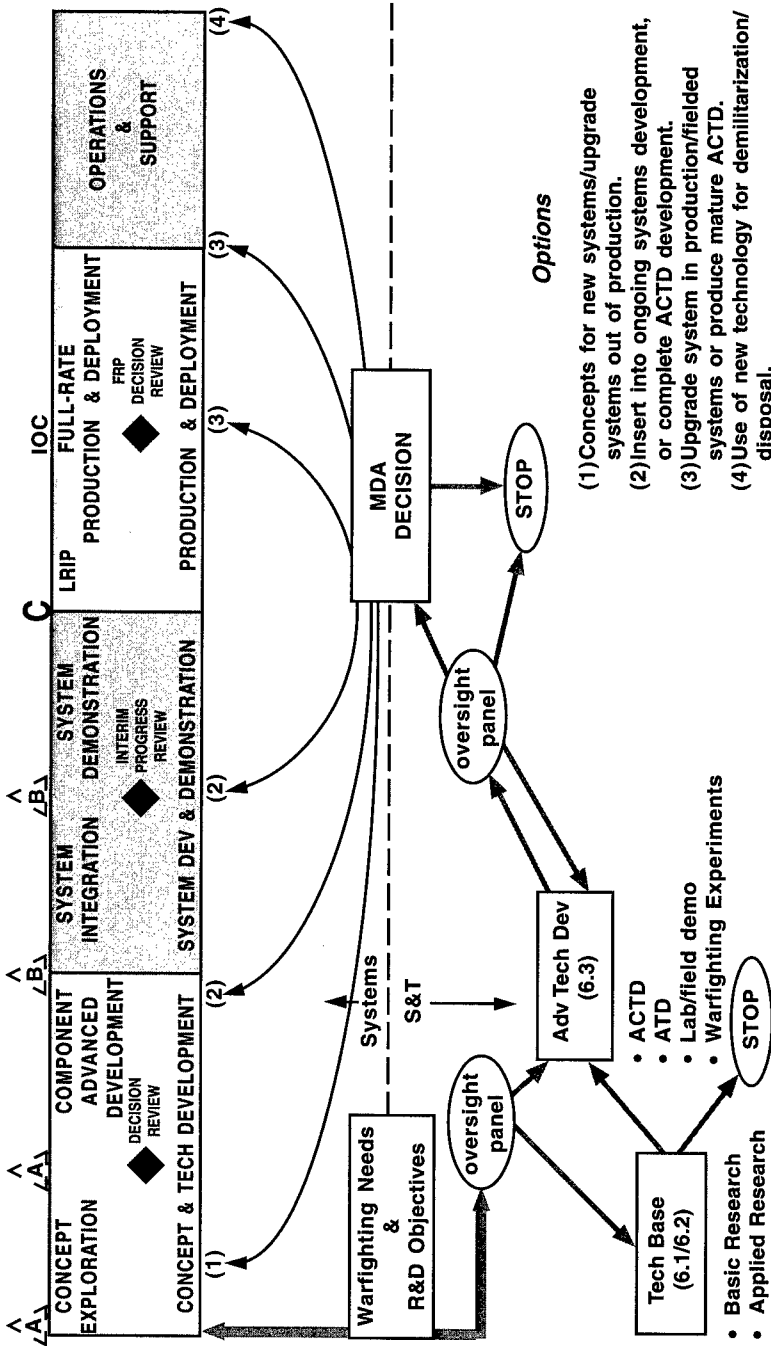 A
A
B
B
C
IOC
CONCEPT
EXPLORATION
COMPONENT
ADVANCED
DEVELOPMENT
DECISION
REVIEW
CONCEPT & TECH DEVELOPMENT
SYSTEM
INTEGRATION
SYSTEM
DEMONSTRATION
INTERIM
PROGRESS
REVIEW
SYSTEM DEV & DEMONSTRATION
LRIP
FULL-RATE
PRODUCTION & DEPLOYMENT
FRP
DECISION
REVIEW
PRODUCTION & DEPLOYMENT
OPERATIONS
&
SUPPORT
(1)
(2)
(2)
(3)
(3)
(4)
Warfighting Needs
&
R&D Objectives
Systems
S&T
MDA
DECISION
oversight
panel
oversight
panel
STOP
Tech Base
(6.1/6.2)
• Basic Research
• Applied Research
Adv Tech Dev
(6.3)
• ACTD
• ATD
• Lab/field demo
• Warfighting Experiments
STOP
Options
(1)Concepts for new systems/upgrade
systems out of production.
(2)Insert into ongoing systems development,
or complete ACTD development.
(3)Upgrade system in production/fielded
systems or produce mature ACTD.
(4)Use of new technology for demilitarization/
disposal.